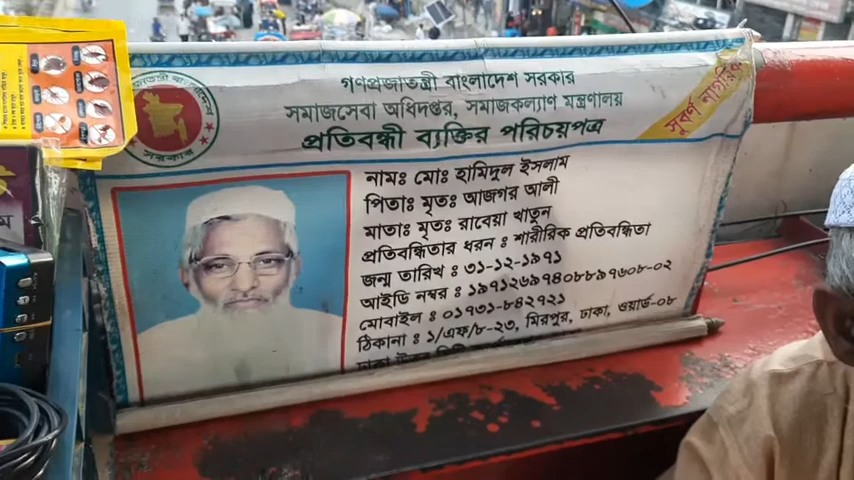 গণপ্রজাতন্ত্রী বাংলাদেশ সরকার
সমাজসেবা অধিদপ্তর, সমাজকল্যাণ মন্ত্রণালয়
প্রতিবন্ধী ব্যক্তির পরিচয়পত্র
সুবর্ণ নাগরিক
নামঃ মোঃ হামিদুল ইসলাম
পিতাঃ মৃতঃ আজগর আলী
মাতাঃ মৃতঃ রাবেয়া খাতুন
প্রতিবন্ধিতার ধরন : শারীরিক প্রতিবন্ধিতা
জন্ম তারিখ : ৩১-১২-১৯৭১
আইডি নম্বর : ১৯৭১২৬৯৭৪০৮৮৯৭৬০৮-০২
মোবাইল : ০১৭৩১-৮৪২৭২১
ঠিকানা : ১/এফ/৮-২৩, মিরপুর, ঢাকা, ওয়ার্ড-০৮